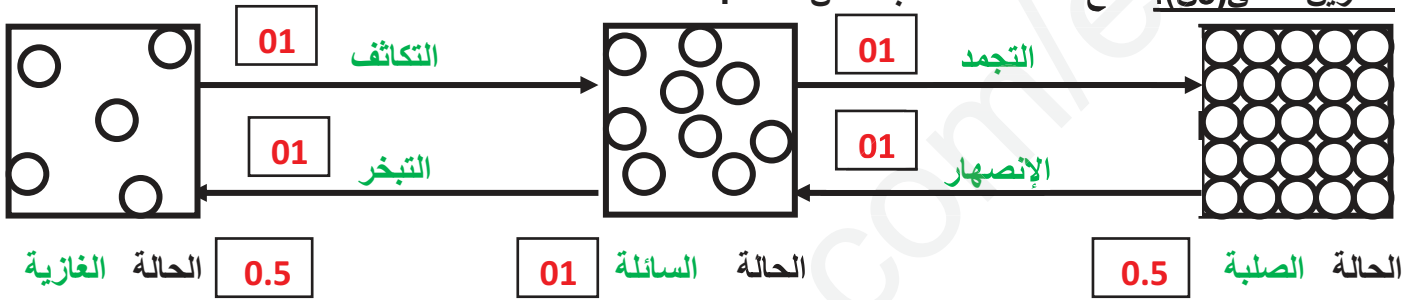 01 التكاثف 01 التجمد
01 التبخر 01 الإنصهار
الحالة الصلبة 0.5 الحالة السائلة 01 الحالة الغازية 0.5